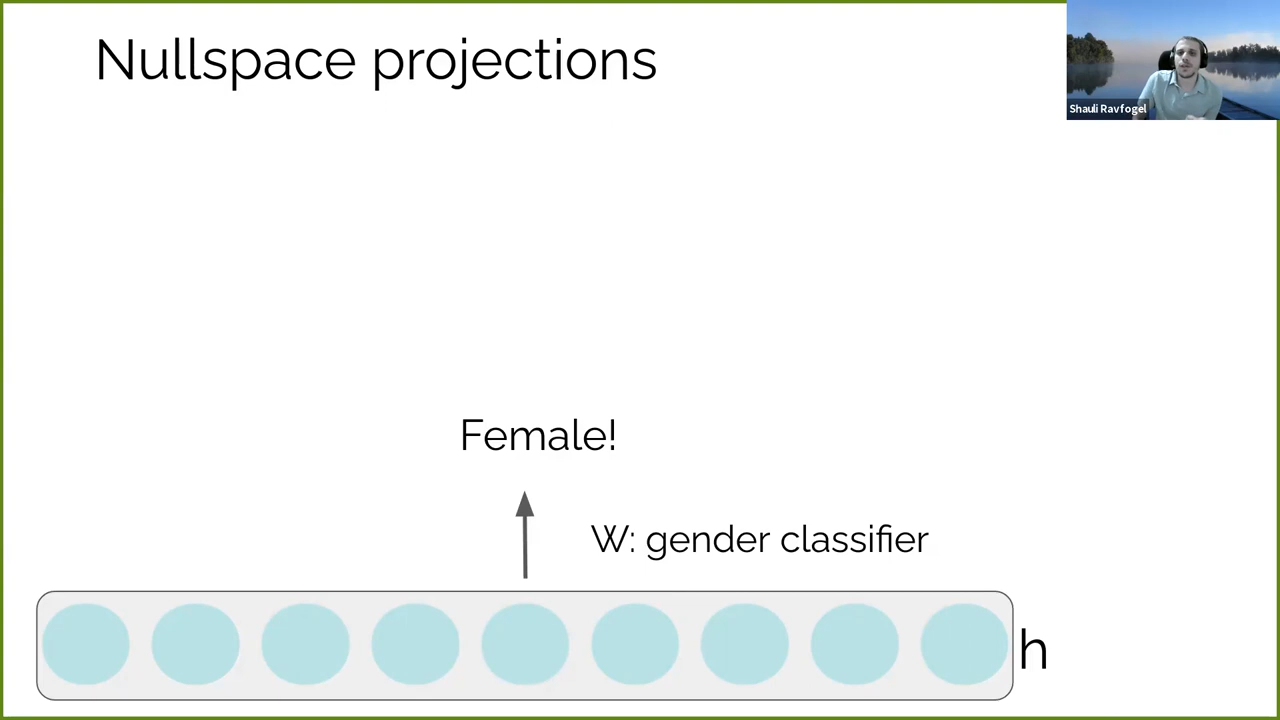 Nullspace projections
Shauli Ravfogel
Female!
W: gender classifier
h